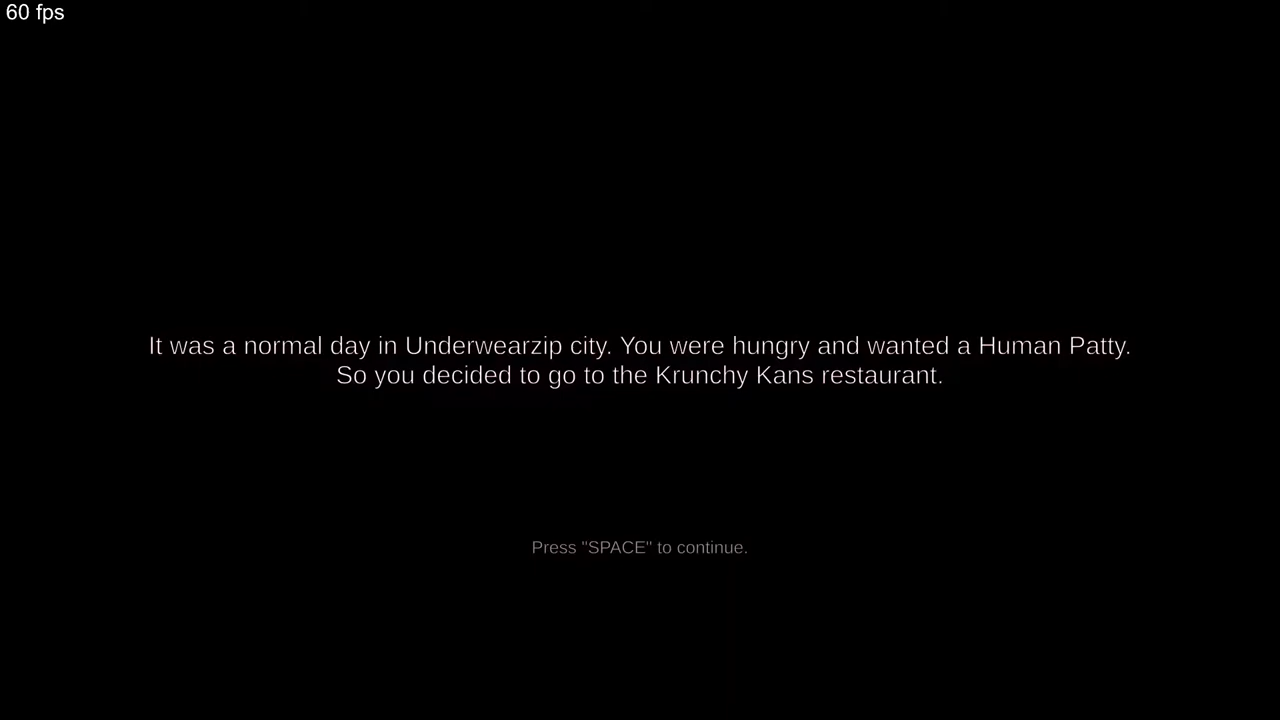 60 fps
It was a normal day in Underwearzip city. You were hungry and wanted a Human Patty.
So you decided to go to the Krunchy Kans restaurant.
Press "SPACE" to continue.